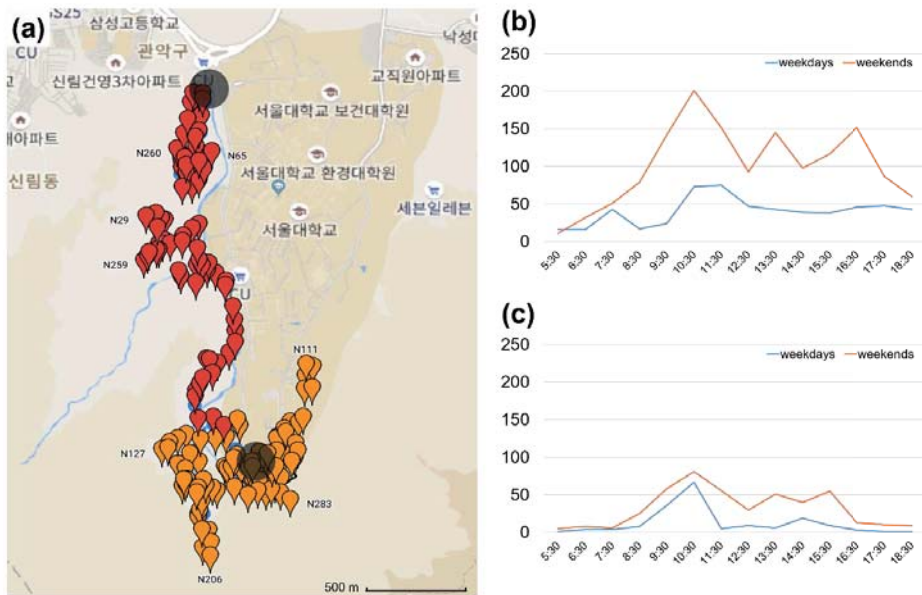 (a)
S25
CU
삼성고등학교
관악구
CU
낙성대
신림건영3차아파트
교직원아파트
서울대학교 보건대학원
아파트
N260
N65
신림동
서울대학교 환경대학원
세븐일레븐
N29
서울대학교
N259
CU
N111
N127
N283
N206
500 m
(b)
250
weekdays
weekends
200
150
100
50
0
5:30
6:30
7:30
8:30
9:30
10:30
11:30
12:30
13:30
14:30
15:30
16:30
17:30
18:30
(c)
250
weekdays
weekends
200
150
100
50
0
5:30
6:30
7:30
8:30
9:30
10:30
11:30
12:30
13:30
14:30
15:30
16:30
17:30
18:30